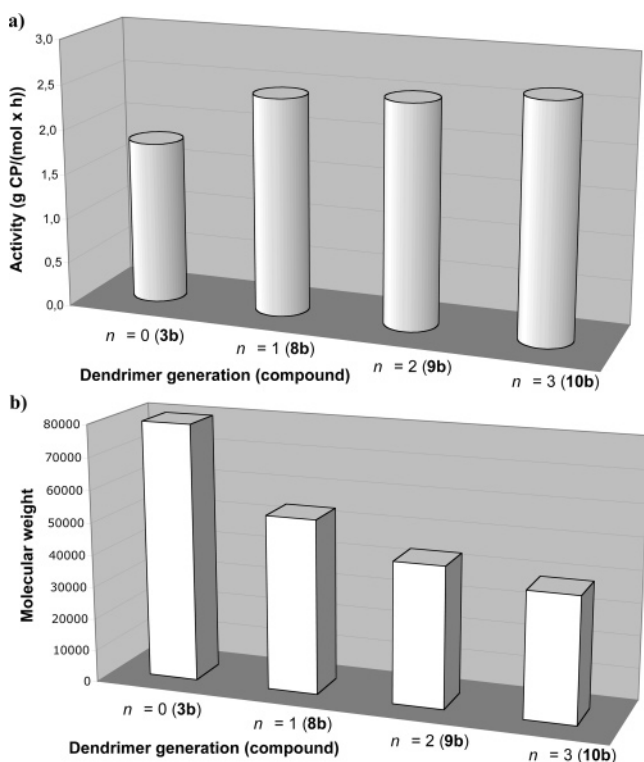 a)
3,0
2,5
2,0
1,5
1,0
0,5
0,0
Activity (g CP/(mol x h))
n = 0 (3b)
n = 1 (8b)
n = 2 (9b)
n = 3 (10b)
Dendrimer generation (compound)
b)
80000
70000
60000
50000
40000
30000
20000
10000
0
Molecular weight
n = 0 (3b)
n = 1 (8b)
n = 2 (9b)
n = 3 (10b)
Dendrimer generation (compound)